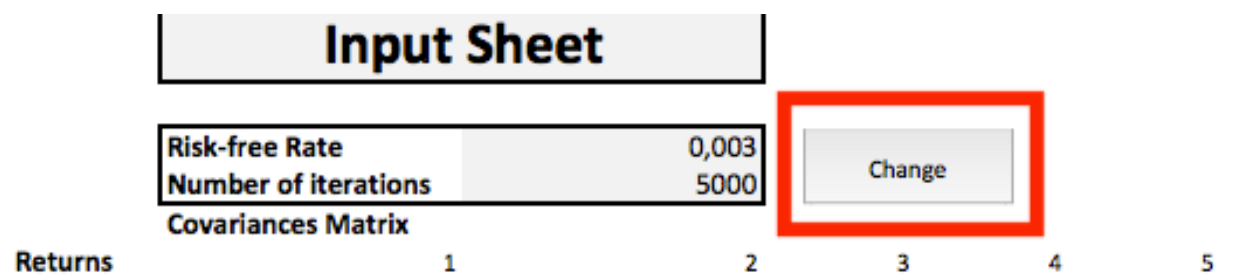 Input Sheet
Risk-free Rate 0,003
Number of iterations 5000
Change
Covariances Matrix
Returns 1 2 3 4 5